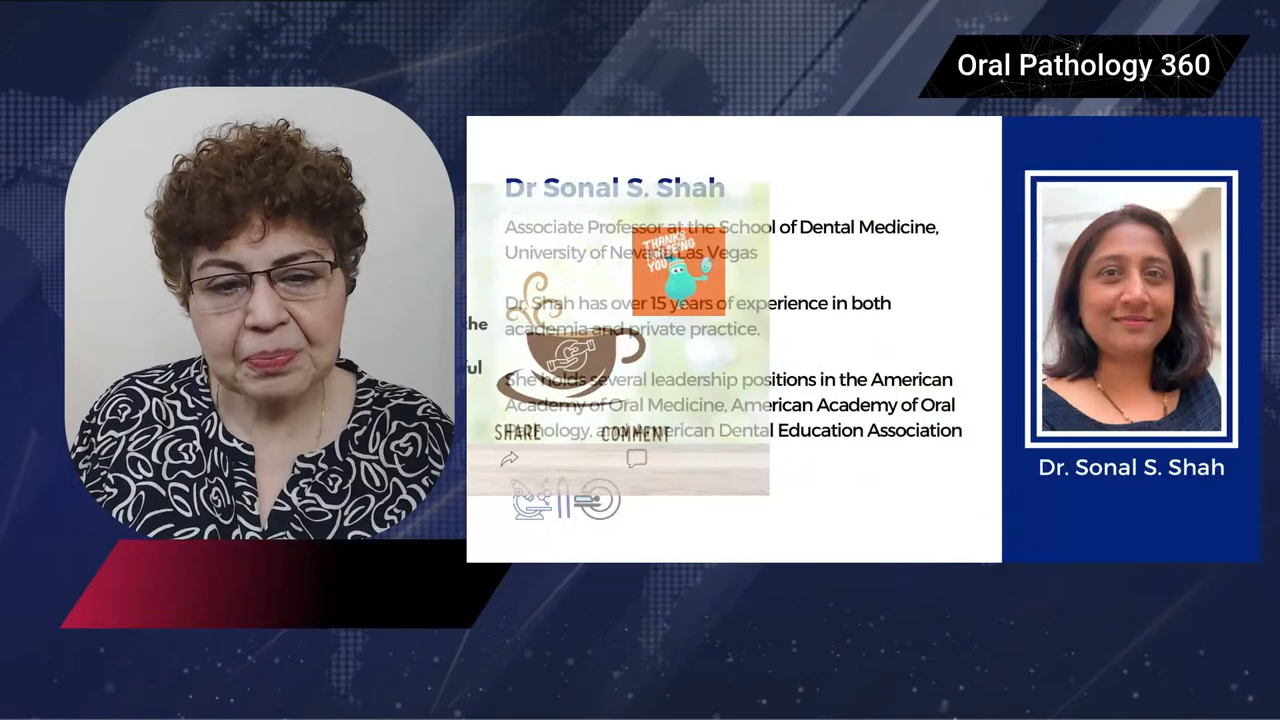 Oral Pathology 360
Dr Sonal S. Shah
Associate Professor at the School of Dental Medicine,
University of Nevada, Las Vegas
THANKS
YOU
Dr. Shah has over 15 years of experience in both
academia and private practice.
the
She holds several leadership positions in the American
Academy of Oral Medicine, American Academy of Oral
American Dental Education Association
SHARE
COMMENT
Dr. Sonal S. Shah